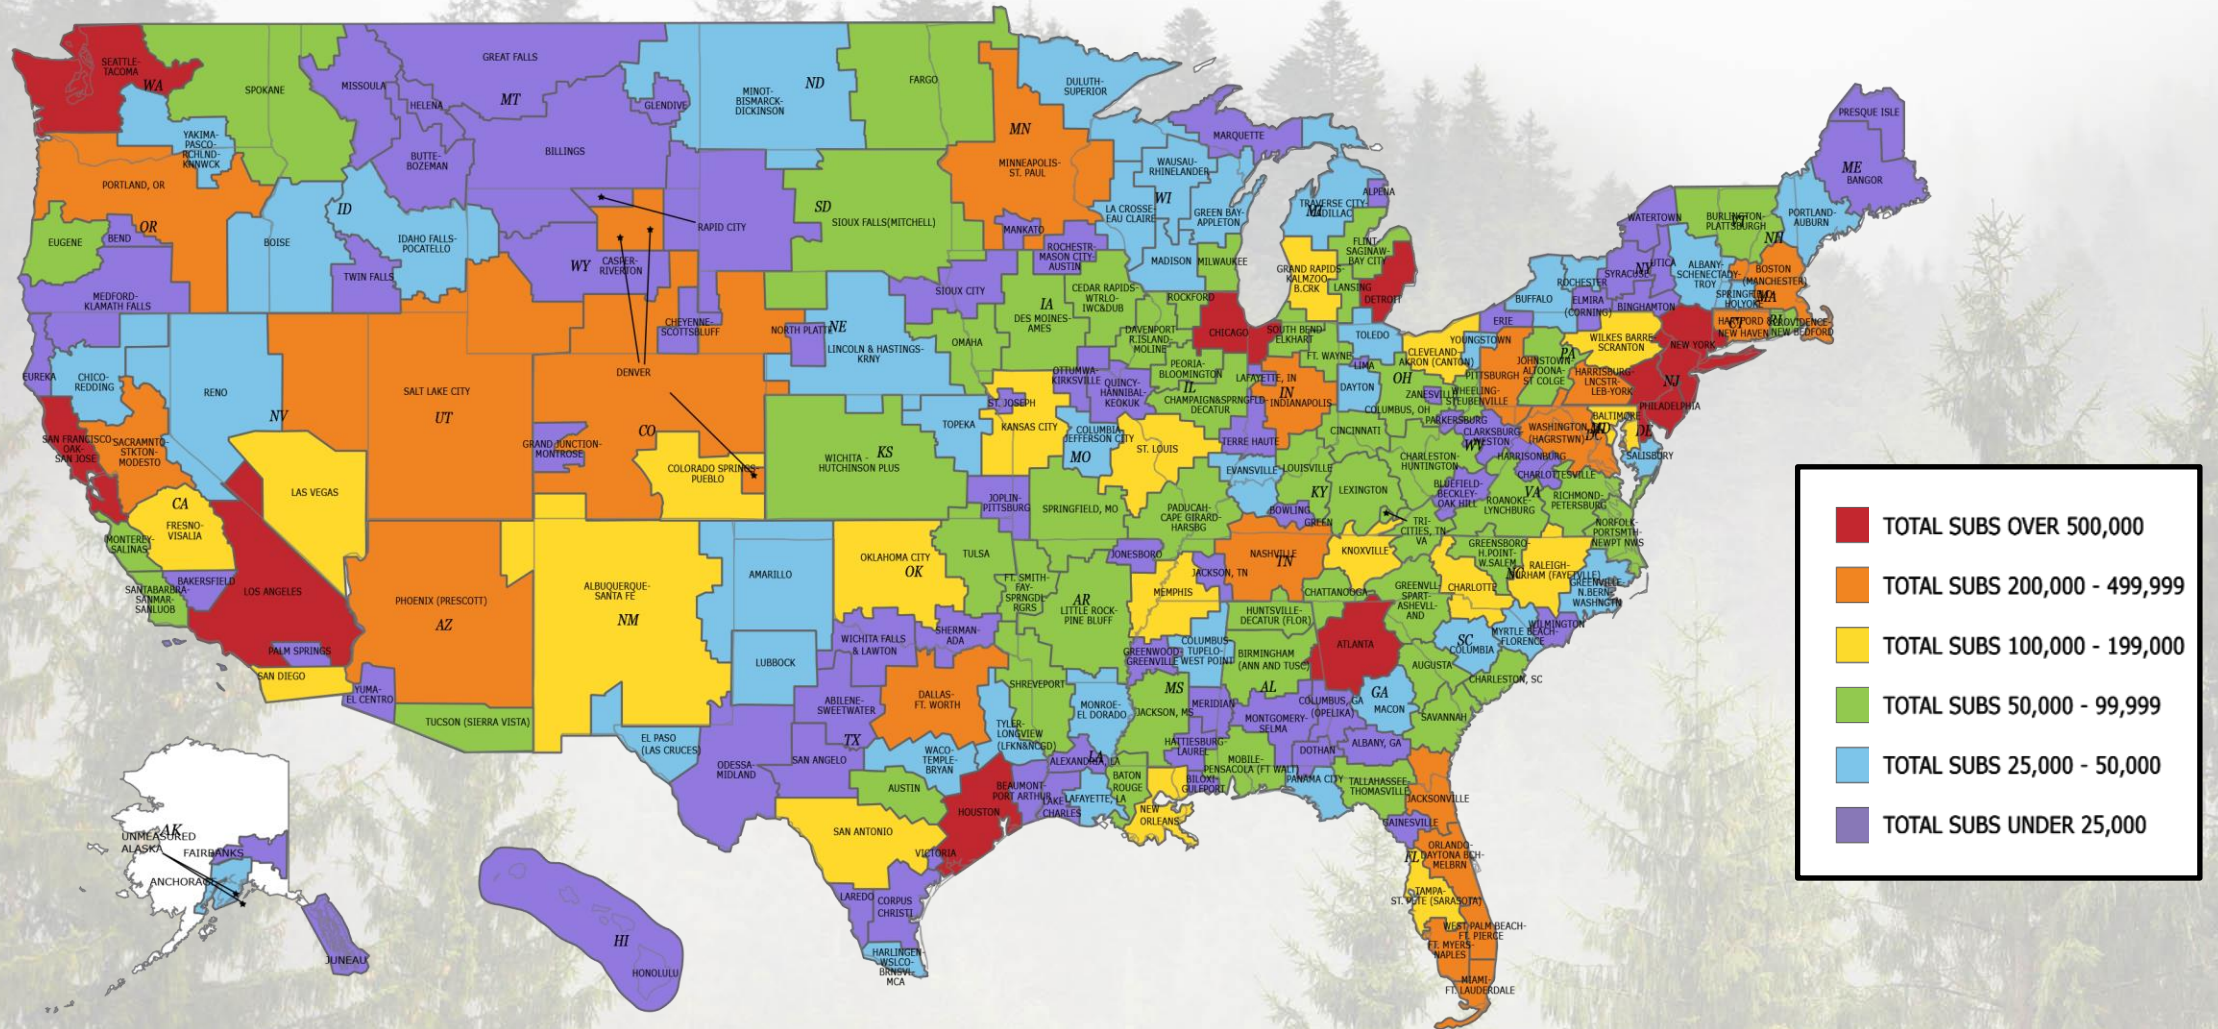 SEATTLE-
TACOMA
WA
SPOKANE
YAKIMA-
PASCO-
RCHLND-
KNNWCK
PORTLAND, OR
OR
EUGENE
BEND
MEDFORD-
KLAMATH FALLS
MISSOULA
GREAT FALLS
MT
HELENA
BUTTE-
BOZEMAN
BILLINGS
GLENDIVE
ID
BOISE
IDAHO FALLS-
POCATELLO
TWIN FALLS
WY
CASPER-
RIVERTON
RAPID CITY
MINOT-
BISMARCK-
DICKINSON
ND
FARGO
SD
SIOUX FALLS(MITCHELL)
MN
MINNEAPOLIS-
ST. PAUL
DULUTH-
SUPERIOR
MANKATO
ROCHESTR-
MASON CITY-
AUSTIN
WAUSAU-
RHINELANDER
WI
LA CROSSE-
EAU CLAIRE
GREEN BAY-
APPLETON
MADISON
MILWAUKEE
MARQUETTE
ALPENA
TRAVERSE CITY-
CADILLAC
FLINT-
SAGINAW-
BAY CITY
GRAND RAPIDS-
KALMZOO-
B.CRK
LANSING
DETROIT
EUREKA
CHICO-
REDDING
RENO
NV
SAN FRANCISCO-
OAK-
SAN JOSE
SACRAMNTO-
STKTON-
MODESTO
CA
FRESNO-
VISALIA
MONTEREY-
SALINAS
BAKERSFIELD
SANTABARBRA-
SANMAR-
SANLUOB
LOS ANGELES
PALM SPRINGS
SAN DIEGO
LAS VEGAS
YUMA-
EL CENTRO
PHOENIX (PRESCOTT)
AZ
TUCSON (SIERRA VISTA)
SALT LAKE CITY
UT
DENVER
CO
GRAND JUNCTION-
MONTROSE
COLORADO SPRINGS-
PUEBLO
CHEYENNE-
SCOTTSBLUFF
NORTH PLATTE
NE
LINCOLN & HASTINGS-
KRNY
OMAHA
SIOUX CITY
IA
DES MOINES-
AMES
CEDAR RAPIDS-
WTRLO-
IWC&DUB
DAVENPORT-
R.ISLAND-
MOLINE
OTTUMWA-
KIRKSVILLE
QUINCY-
HANNIBAL-
KEOKUK
ROCKFORD
CHICAGO
PEORIA-
BLOOMINGTON
IL
CHAMPAIGN&SPRNGFLD-
DECATUR
SOUTH BEND-
ELKHART
FT. WAYNE
LAFAYETTE, IN
IN
INDIANAPOLIS
TERRE HAUTE
EVANSVILLE
TOLEDO
LIMA
DAYTON
OH
COLUMBUS, OH
CINCINNATI
CLEVELAND-
AKRON (CANTON)
YOUNGSTOWN
ZANESVILLE
WHEELING-
STEUBENVILLE
PARKERSBURG
CLARKSBURG-
WESTON
WV
CHARLESTON-
HUNTINGTON
BLUEFIELD-
BECKLEY-
OAK HILL
ERIE
PITTSBURGH
JOHNSTOWN-
ALTOONA-
ST COLGE
PA
HARRISBURG-
LNCSTR-
LEB-YORK
WILKES BARRE-
SCRANTON
PHILADELPHIA
NEW YORK
NJ
BUFFALO
ROCHESTER
ELMIRA
(CORNING)
SYRACUSE
NY
UTICA
BINGHAMTON
WATERTOWN
ALBANY-
SCHENECTADY-
TROY
BURLINGTON-
PLATTSBURGH
VT
NH
PORTLAND-
AUBURN
PRESQUE ISLE
ME
BANGOR
BOSTON
(MANCHESTER)
SPRINGFIELD-
HOLYOKE
MA
HARTFORD &
NEW HAVEN
CT
RI
PROVIDENCE-
NEW BEDFORD
BALTIMORE
MD
DE
WASHINGTON,
DC
(HAGRSTWN)
SALISBURY
HARRISONBURG
CHARLOTTESVILLE
VA
RICHMOND-
PETERSBURG
ROANOKE-
LYNCHBURG
NORFOLK-
PORTSMTH-
NEWPT NWS
TRI-
CITIES, TN-
VA
TOPEKA
WICHITA -
HUTCHINSON PLUS
KS
ST. JOSEPH
KANSAS CITY
COLUMBIA-
JEFFERSON CITY
MO
ST. LOUIS
JOPLIN-
PITTSBURG
SPRINGFIELD, MO
PADUCAH-
CAPE GIRARD-
HARSBG
LOUISVILLE
KY
LEXINGTON
BOWLING
GREEN
NASHVILLE
TN
KNOXVILLE
CHATTANOOGA
JACKSON, TN
MEMPHIS
JONESBORO
GREENSBORO-
H.POINT-
W.SALEM
NC
RALEIGH-
DURHAM (FAYETVLLE)
CHARLOTTE
GREENVILLE-
N.BERN-
WASHNGTN
WILMINGTON
GREENVLL-
SPART-
ASHEVLL-
AND
SC
COLUMBIA
MYRTLE BEACH-
FLORENCE
CHARLESTON, SC
ALBUQUERQUE-
SANTA FE
NM
AMARILLO
LUBBOCK
EL PASO
(LAS CRUCES)
OKLAHOMA CITY
OK
TULSA
SHERMAN-
ADA
WICHITA FALLS
& LAWTON
FT. SMITH-
FAY-
SPRNGDL-
RGRS
AR
LITTLE ROCK-
PINE BLUFF
ABILENE-
SWEETWATER
DALLAS-
FT. WORTH
TX
ODESSA-
MIDLAND
SAN ANGELO
WACO-
TEMPLE-
BRYAN
TYLER-
LONGVIEW
(LFKN&NCGD)
AUSTIN
SAN ANTONIO
HOUSTON
VICTORIA
LAREDO
CORPUS
CHRISTI
HARLINGEN-
WSLCO-
BRNSVL-
MCA
BEAUMONT-
PORT ARTHUR
SHREVEPORT
MONROE-
EL DORADO
LA
ALEXANDRIA, LA
LAKE
CHARLES
LAFAYETTE, LA
BATON
ROUGE
NEW
ORLEANS
GREENWOOD-
GREENVILLE
COLUMBUS-
TUPELO-
WEST POINT
MS
JACKSON, MS
MERIDIAN
HATTIESBURG-
LAUREL
BILOXI-
GULFPORT
HUNTSVILLE-
DECATUR (FLOR)
BIRMINGHAM
(ANN AND TUSC)
AL
MONTGOMERY-
SELMA
DOTHAN
MOBILE-
PENSACOLA (FT WALT)
PANAMA CITY
COLUMBUS, GA
(OPELIKA)
ATLANTA
GA
MACON
AUGUSTA
SAVANNAH
ALBANY, GA
TALLAHASSEE-
THOMASVILLE
JACKSONVILLE
GAINESVILLE
FL
ORLANDO-
DAYTONA BCH-
MELBRN
TAMPA-
ST. PETE (SARASOTA)
WEST PALM BEACH-
FT. PIERCE
FT. MYERS-
NAPLES
MIAMI-
FT. LAUDERDALE
AK
UNMEASURED
ALASKA
FAIRBANKS
ANCHORAGE
JUNEAU
HI
HONOLULU
TOTAL SUBS OVER 500,000
TOTAL SUBS 200,000 - 499,999
TOTAL SUBS 100,000 - 199,000
TOTAL SUBS 50,000 - 99,999
TOTAL SUBS 25,000 - 50,000
TOTAL SUBS UNDER 25,000